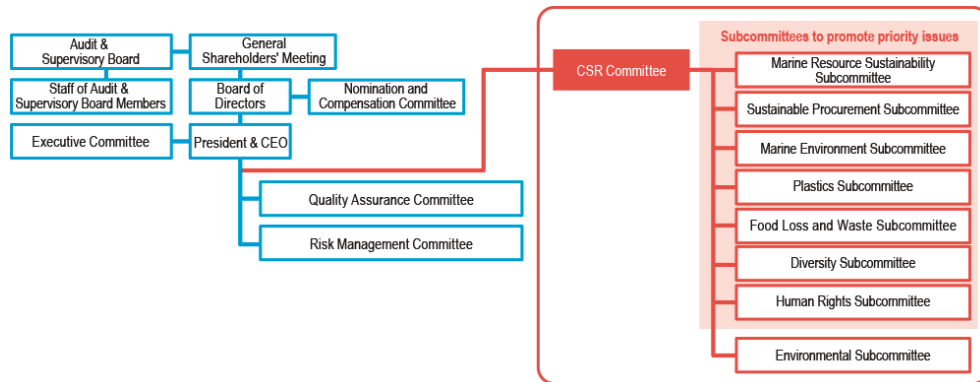 Audit &
Supervisory Board
General
Shareholders' Meeting
Staff of Audit &
Supervisory Board Members
Board of
Directors
Nomination and
Compensation Committee
Executive Committee
President & CEO
Quality Assurance Committee
Risk Management Committee
CSR Committee
Subcommittees to promote priority issues
Marine Resource Sustainability
Subcommittee
Sustainable Procurement Subcommittee
Marine Environment Subcommittee
Plastics Subcommittee
Food Loss and Waste Subcommittee
Diversity Subcommittee
Human Rights Subcommittee
Environmental Subcommittee